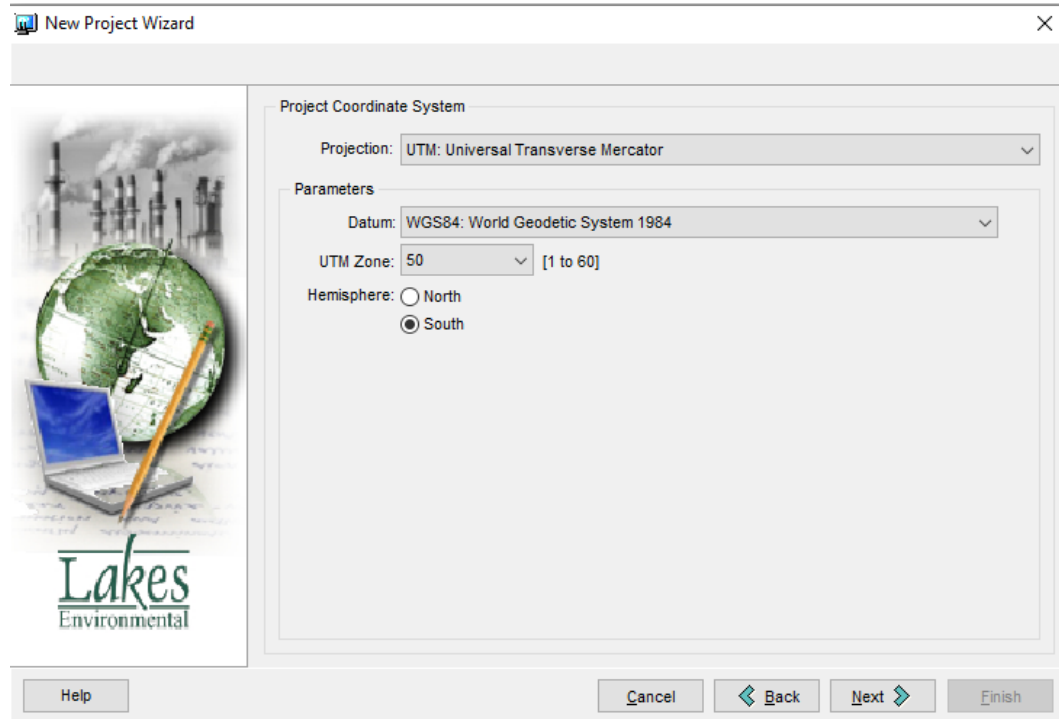 New Project Wizard
Project Coordinate System
Projection: UTM: Universal Transverse Mercator
Parameters
Datum: WGS84: World Geodetic System 1984
UTM Zone: 50 [1 to 60]
Hemisphere: North
South
Lakes
Environmental
Help Cancel Back Next Finish